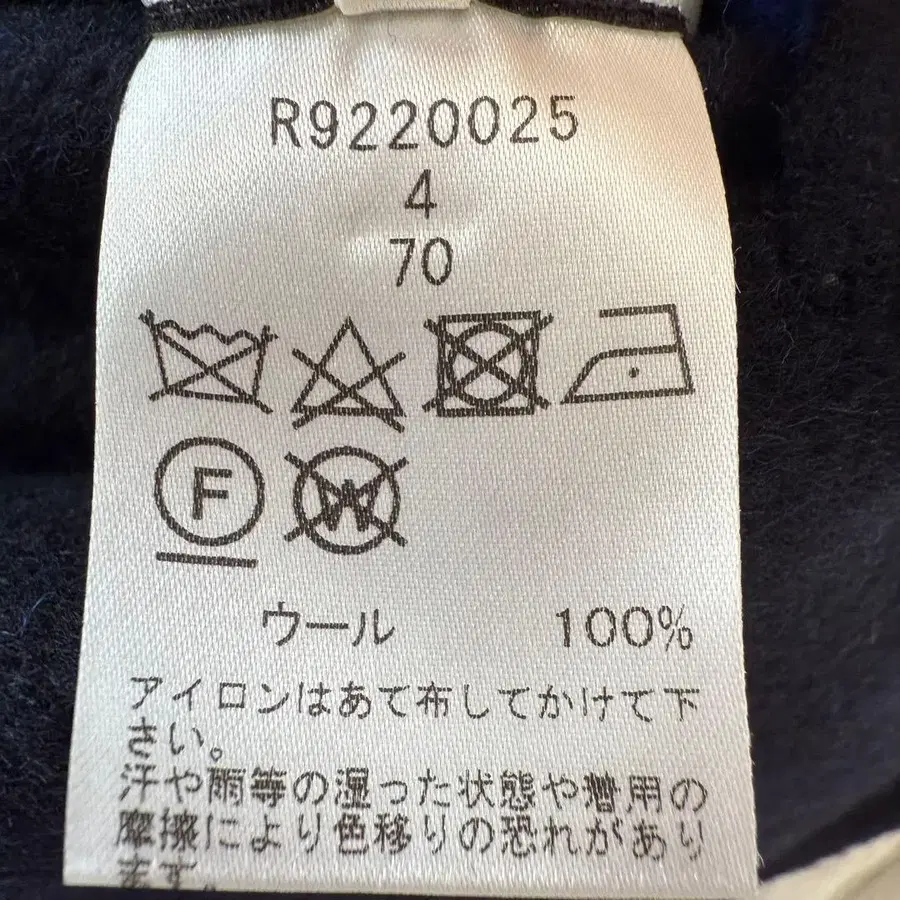 R9220025
4
70
F
W
ウール 100%
アイロンはあて布してかけて下
さい。
汗や雨等の湿った状態や着用の
摩擦により色移りの恐れがあり
ます。